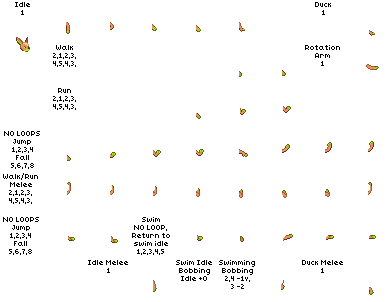 Idle
1
Duck
1
Walk
2,1,2,3,
4,5,4,3,
Rotation
Arm
1
Run
2,1,2,3,
4,5,4,3,
NO LOOPS
Jump
1,2,3,4
Fall
5,6,7,8
Walk/Run
Melee
2,1,2,3,
4,5,4,3,
NO LOOPS
Jump
1,2,3,4
Fall
5,6,7,8
Swim
NO LOOP,
Return to
swim idle
1,2,3,4,5
Idle Melee
1
Swim Idle
Bobbing
Idle +0
Swimming
Bobbing
2,4 -1v,
3 -2
Duck Melee
1